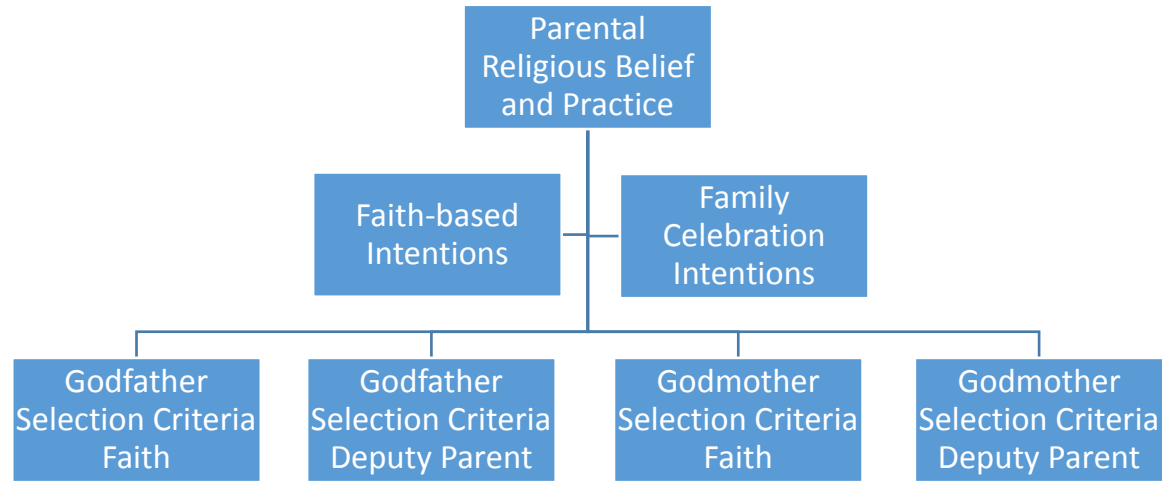 Parental
Religious Belief
and Practice
Faith-based
Intentions
Family
Celebration
Intentions
Godfather
Selection Criteria
Faith
Godfather
Selection Criteria
Deputy Parent
Godmother
Selection Criteria
Faith
Godmother
Selection Criteria
Deputy Parent